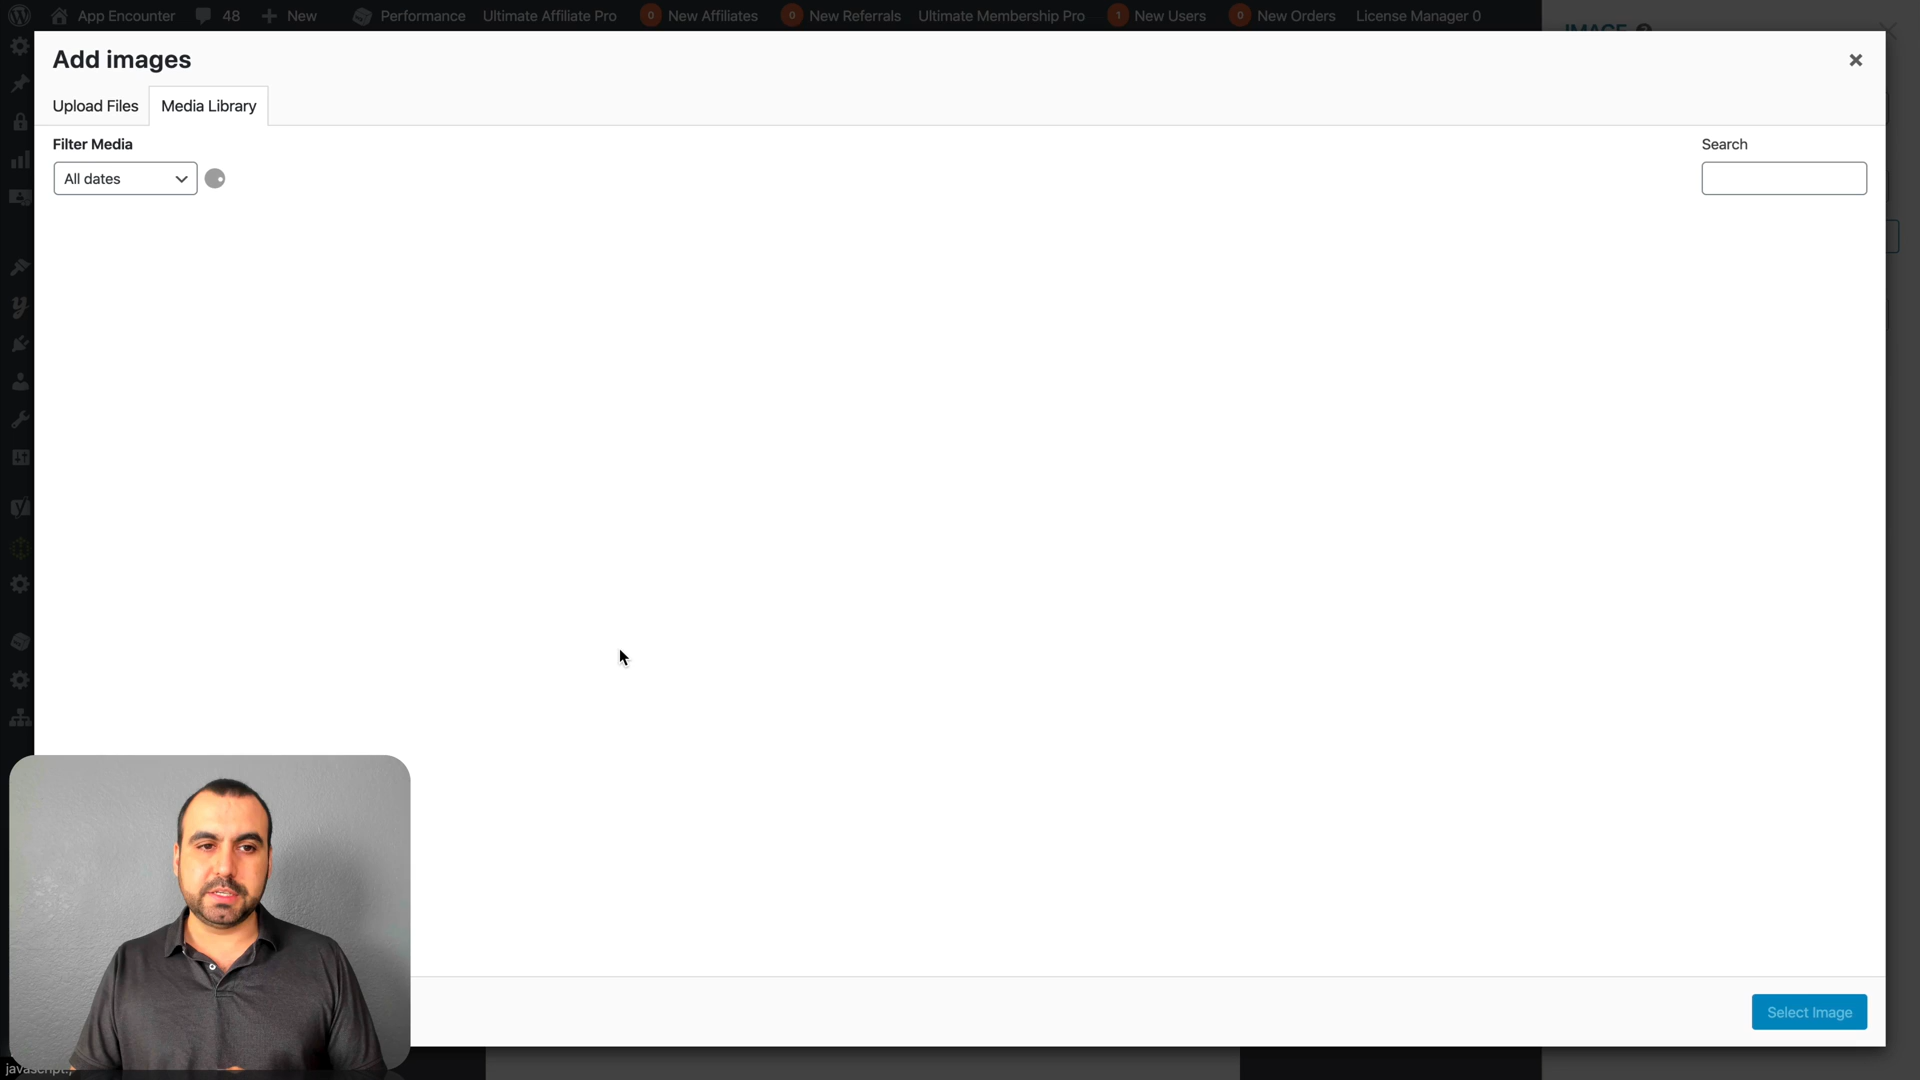 App Encounter 48 New Performance Ultimate Affiliate Pro 0 New Affiliates 0 New Referrals Ultimate Membership Pro 1 New Users 0 New Orders License Manager 0
IMAGE
Add images
Upload Files Media Library
Filter Media
Search
All dates
Select Image